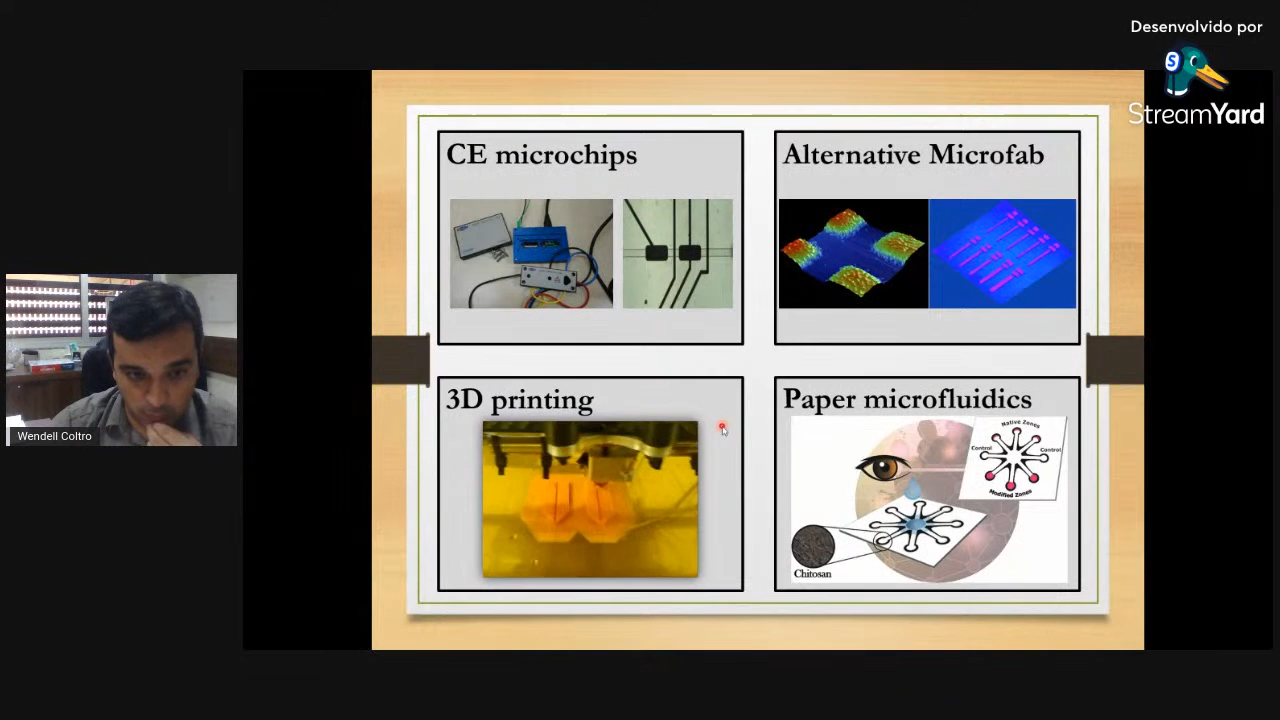 Desenvolvido por
S
StreamYard
CE microchips
Alternative Microfab
3D printing
Paper microfluidics
Native Zones
Control
Control
Modified Zones
Chitosan
Wendell Coltro